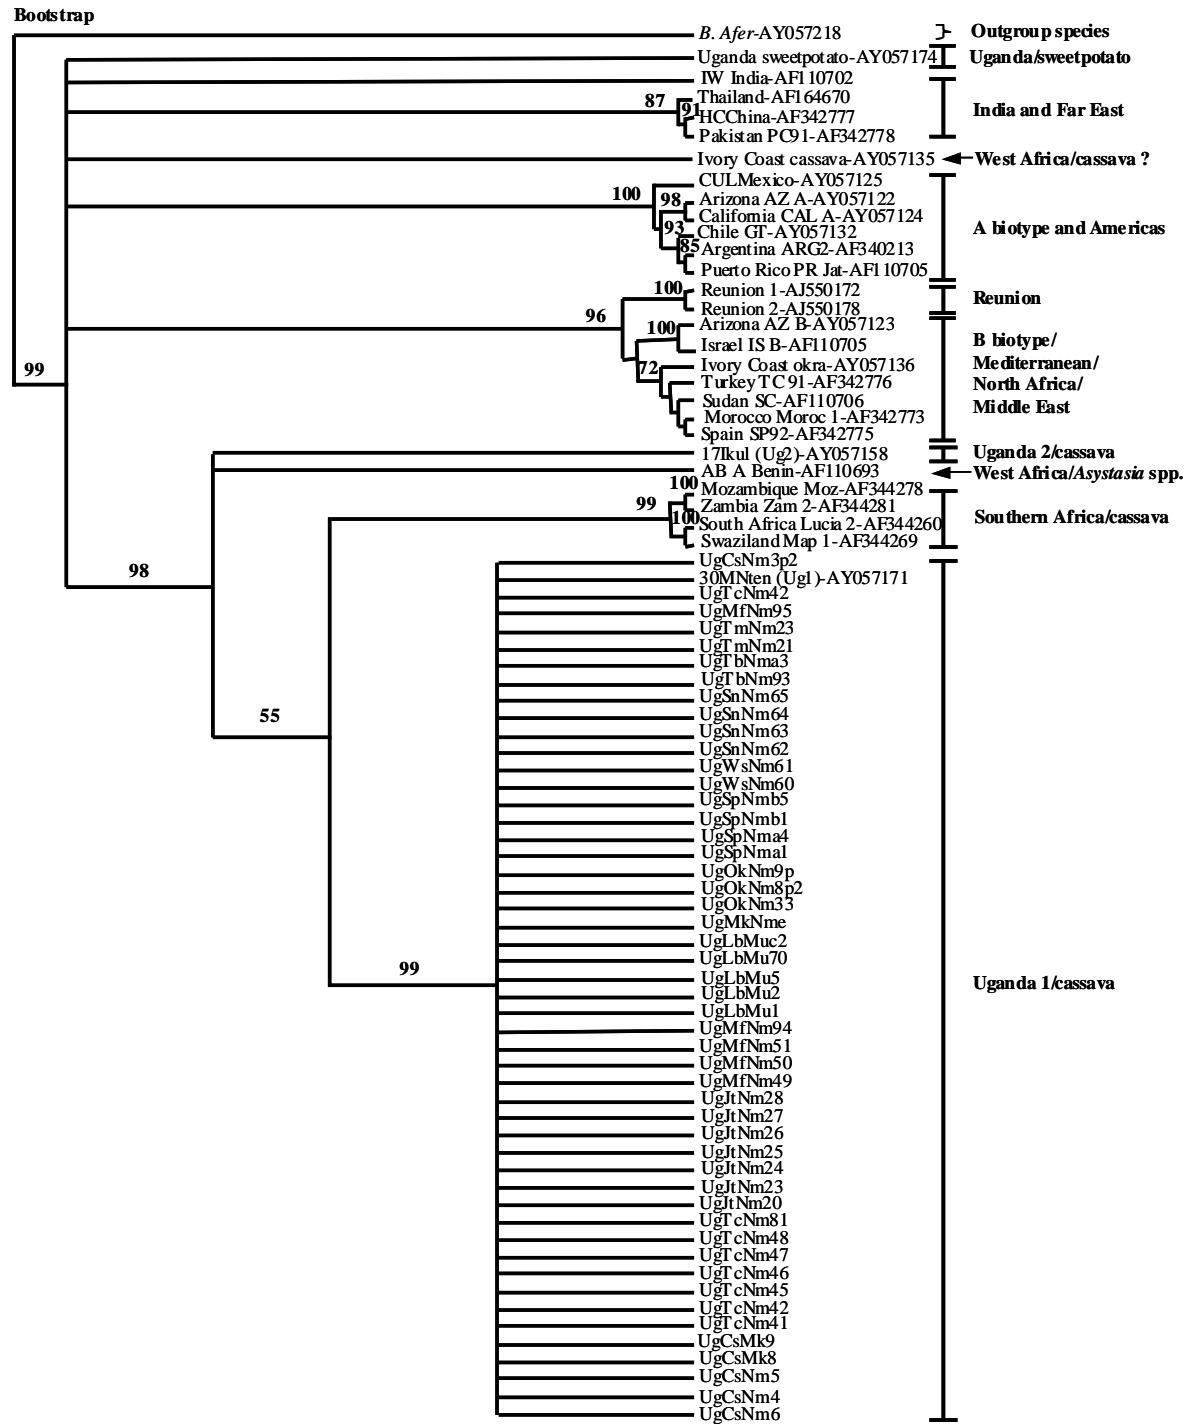 Bootstrap
B. Afer-AY057218
Outgroup species
Uganda sweetpotato-AY057174
Uganda/sweetpotato
IW India-AF110702
87
Thailand-AF164670
91
HCChina-AF342777
India and Far East
Pakistan PC91-AF342778
Ivory Coast cassava-AY057135
West Africa/cassava ?
CULMexico-AY057125
100
98
Arizona AZ A-AY057122
California CAL A-AY057124
93
Chile GT-AY057132
A biotype and Americas
85
Argentina ARG2-AF340213
Puerto Rico PR Jat-AF110705
100
Reunion 1-AJ550172
Reunion
Reunion 2-AJ550178
96
100
Arizona AZ B-AY057123
Israel IS B-AF110705
B biotype/
Mediterranean/
North Africa/
Middle East
72
Ivory Coast okra-AY057136
99
Turkey TC91-AF342776
Sudan SC-AF110706
Morocco Moroc 1-AF342773
Spain SP92-AF342775
17Ikul (Ug2)-AY057158
Uganda 2/cassava
AB A Benin-AF110693
West Africa/Asystasia spp.
100
Mozambique Moz-AF344278
99
Zambia Zam 2-AF344281
100
South Africa Lucia 2-AF344260
Southern Africa/cassava
Swaziland Map 1-AF344269
98
UgCsNm3p2
30MNten (Ug1)-AY057171
UgTcNm42
UgMfNm95
UgTmNm23
UgTmNm21
UgTbNma3
UgTbNm93
UgSnNm65
55
UgSnNm64
UgSnNm63
UgSnNm62
UgWsNm61
UgWsNm60
UgSpNmb5
UgSpNmb1
UgSpNma4
UgSpNma1
UgOkNm9p
UgOkNm8p2
UgOkNm33
UgMkNme
UgLbMuc2
UgLbMu70
99
UgLbMu5
Uganda 1/cassava
UgLbMu2
UgLbMu1
UgMfNm94
UgMfNm51
UgMfNm50
UgMfNm49
UgJtNm28
UgJtNm27
UgJtNm26
UgJtNm25
UgJtNm24
UgJtNm23
UgJtNm20
UgTcNm81
UgTcNm48
UgTcNm47
UgTcNm46
UgTcNm45
UgTcNm42
UgTcNm41
UgCsMk9
UgCsMk8
UgCsNm5
UgCsNm4
UgCsNm6